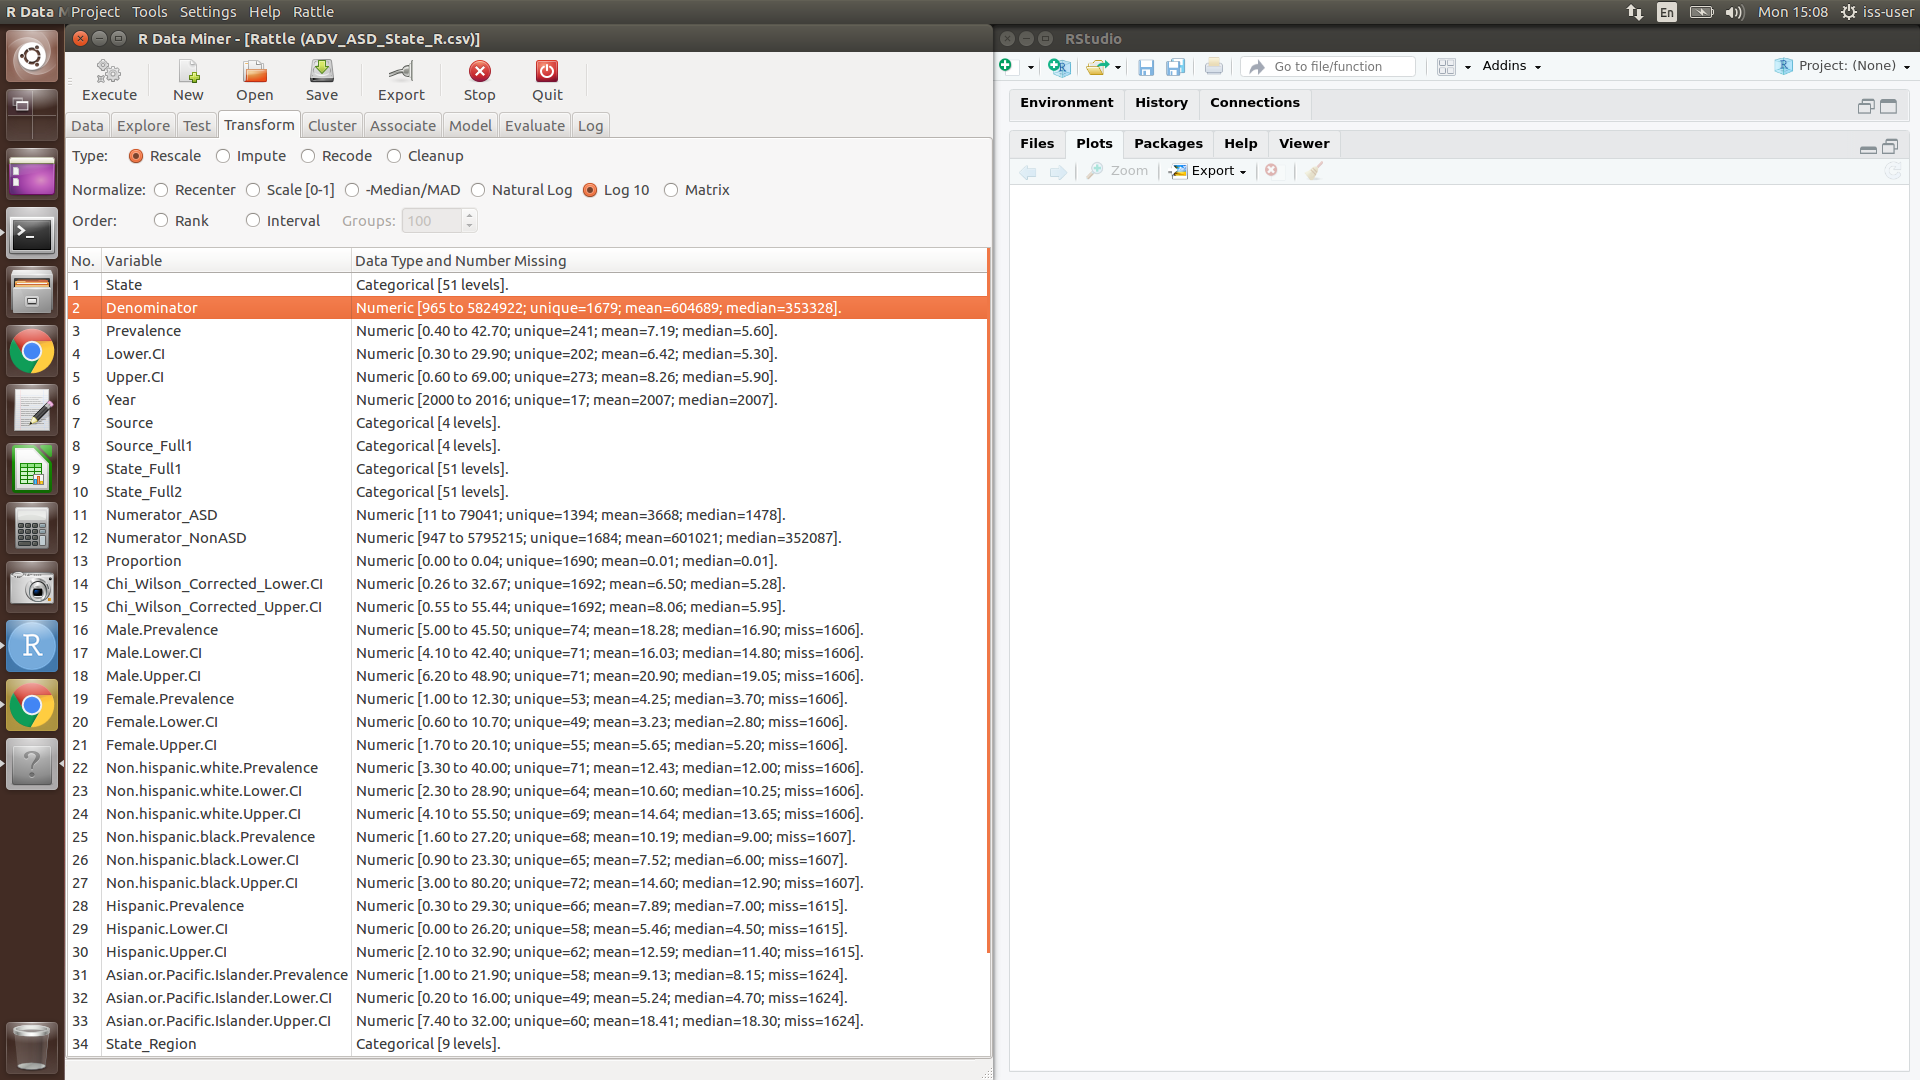 R Data M Project Tools Settings Help Rattle En Mon 15:08 iss-user
R Data Miner - [Rattle (ADV_ASD_State_R.csv)] RStudio
Execute New Open Save Export Stop Quit
Go to file/function Addins Project: (None)
Data Explore Test Transform Cluster Associate Model Evaluate Log
Environment History Connections
Files Plots Packages Help Viewer
Zoom Export
Type: Rescale Impute Recode Cleanup
Normalize: Recenter Scale [0-1] -Median/MAD Natural Log Log 10 Matrix
Order: Rank Interval Groups: 100
No. Variable Data Type and Number Missing
1 State Categorical [51 levels].
2 Denominator Numeric [965 to 5824922; unique=1679; mean=604689; median=353328].
3 Prevalence Numeric [0.40 to 42.70; unique=241; mean=7.19; median=5.60].
4 Lower.CI Numeric [0.30 to 29.90; unique=202; mean=6.42; median=5.30].
5 Upper.CI Numeric [0.60 to 69.00; unique=273; mean=8.26; median=5.90].
6 Year Numeric [2000 to 2016; unique=17; mean=2007; median=2007].
7 Source Categorical [4 levels].
8 Source_Full1 Categorical [4 levels].
9 State_Full1 Categorical [51 levels].
10 State_Full2 Categorical [51 levels].
11 Numerator_ASD Numeric [11 to 79041; unique=1394; mean=3668; median=1478].
12 Numerator_NonASD Numeric [947 to 5795215; unique=1684; mean=601021; median=352087].
13 Proportion Numeric [0.00 to 0.04; unique=1690; mean=0.01; median=0.01].
14 Chi_Wilson_Corrected_Lower.CI Numeric [0.26 to 32.67; unique=1692; mean=6.50; median=5.28].
15 Chi_Wilson_Corrected_Upper.CI Numeric [0.55 to 55.44; unique=1692; mean=8.06; median=5.95].
16 Male.Prevalence Numeric [5.00 to 45.50; unique=74; mean=18.28; median=16.90; miss=1606].
17 Male.Lower.CI Numeric [4.10 to 42.40; unique=71; mean=16.03; median=14.80; miss=1606].
18 Male.Upper.CI Numeric [6.20 to 48.90; unique=71; mean=20.90; median=19.05; miss=1606].
19 Female.Prevalence Numeric [1.00 to 12.30; unique=53; mean=4.25; median=3.70; miss=1606].
20 Female.Lower.CI Numeric [0.60 to 10.70; unique=49; mean=3.23; median=2.80; miss=1606].
21 Female.Upper.CI Numeric [1.70 to 20.10; unique=55; mean=5.65; median=5.20; miss=1606].
22 Non.hispanic.white.Prevalence Numeric [3.30 to 40.00; unique=71; mean=12.43; median=12.00; miss=1606].
23 Non.hispanic.white.Lower.CI Numeric [2.30 to 28.90; unique=64; mean=10.60; median=10.25; miss=1606].
24 Non.hispanic.white.Upper.CI Numeric [4.10 to 55.50; unique=69; mean=14.64; median=13.65; miss=1606].
25 Non.hispanic.black.Prevalence Numeric [1.60 to 27.20; unique=68; mean=10.19; median=9.00; miss=1607].
26 Non.hispanic.black.Lower.CI Numeric [0.90 to 23.30; unique=65; mean=7.52; median=6.00; miss=1607].
27 Non.hispanic.black.Upper.CI Numeric [3.00 to 80.20; unique=72; mean=14.60; median=12.90; miss=1607].
28 Hispanic.Prevalence Numeric [0.30 to 29.30; unique=66; mean=7.89; median=7.00; miss=1615].
29 Hispanic.Lower.CI Numeric [0.00 to 26.20; unique=58; mean=5.46; median=4.50; miss=1615].
30 Hispanic.Upper.CI Numeric [2.10 to 32.90; unique=62; mean=12.59; median=11.40; miss=1615].
31 Asian.or.Pacific.Islander.Prevalence Numeric [1.00 to 21.90; unique=58; mean=9.13; median=8.15; miss=1624].
32 Asian.or.Pacific.Islander.Lower.CI Numeric [0.20 to 16.00; unique=49; mean=5.24; median=4.70; miss=1624].
33 Asian.or.Pacific.Islander.Upper.CI Numeric [7.40 to 32.00; unique=60; mean=18.41; median=18.30; miss=1624].
34 State_Region Categorical [9 levels].